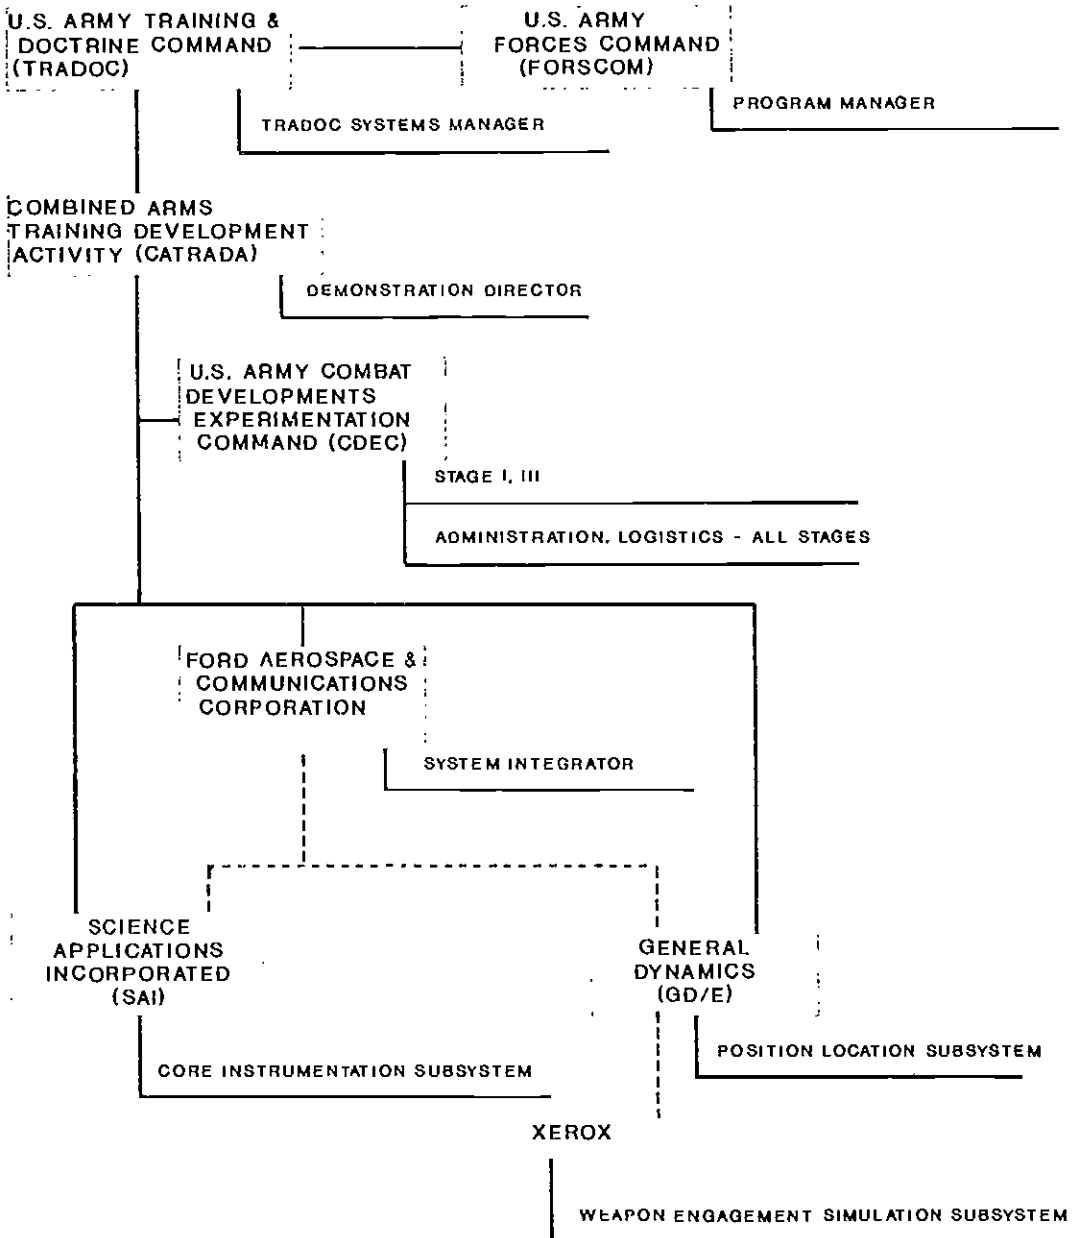 U.S. ARMY TRAINING &
DOCTRINE COMMAND
(TRADOC)
U.S. ARMY
FORCES COMMAND
(FORSCOM)
PROGRAM MANAGER
TRADOC SYSTEMS MANAGER
COMBINED ARMS
TRAINING DEVELOPMENT
ACTIVITY (CATRADA)
DEMONSTRATION DIRECTOR
U.S. ARMY COMBAT
DEVELOPMENTS
EXPERIMENTATION
COMMAND (CDEC)
STAGE I, III
ADMINISTRATION, LOGISTICS - ALL STAGES
FORD AEROSPACE &
COMMUNICATIONS
CORPORATION
SYSTEM INTEGRATOR
SCIENCE
APPLICATIONS
INCORPORATED
(SAI)
GENERAL
DYNAMICS
(GD/E)
POSITION LOCATION SUBSYSTEM
CORE INSTRUMENTATION SUBSYSTEM
XEROX
WEAPON ENGAGEMENT SIMULATION SUBSYSTEM